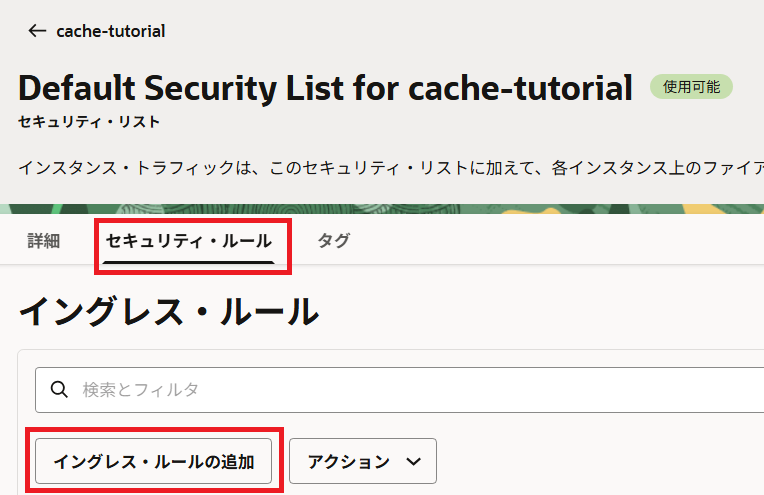 cache-tutorial
Default Security List for cache-tutorial 使用可能
セキュリティ・リスト
インスタンス・トラフィックは、このセキュリティ・リストに加えて、各インスタンス上のファイア
詳細 セキュリティ・ルール タグ
イングレス・ルール
検索とフィルタ
イングレス・ルールの追加 アクション